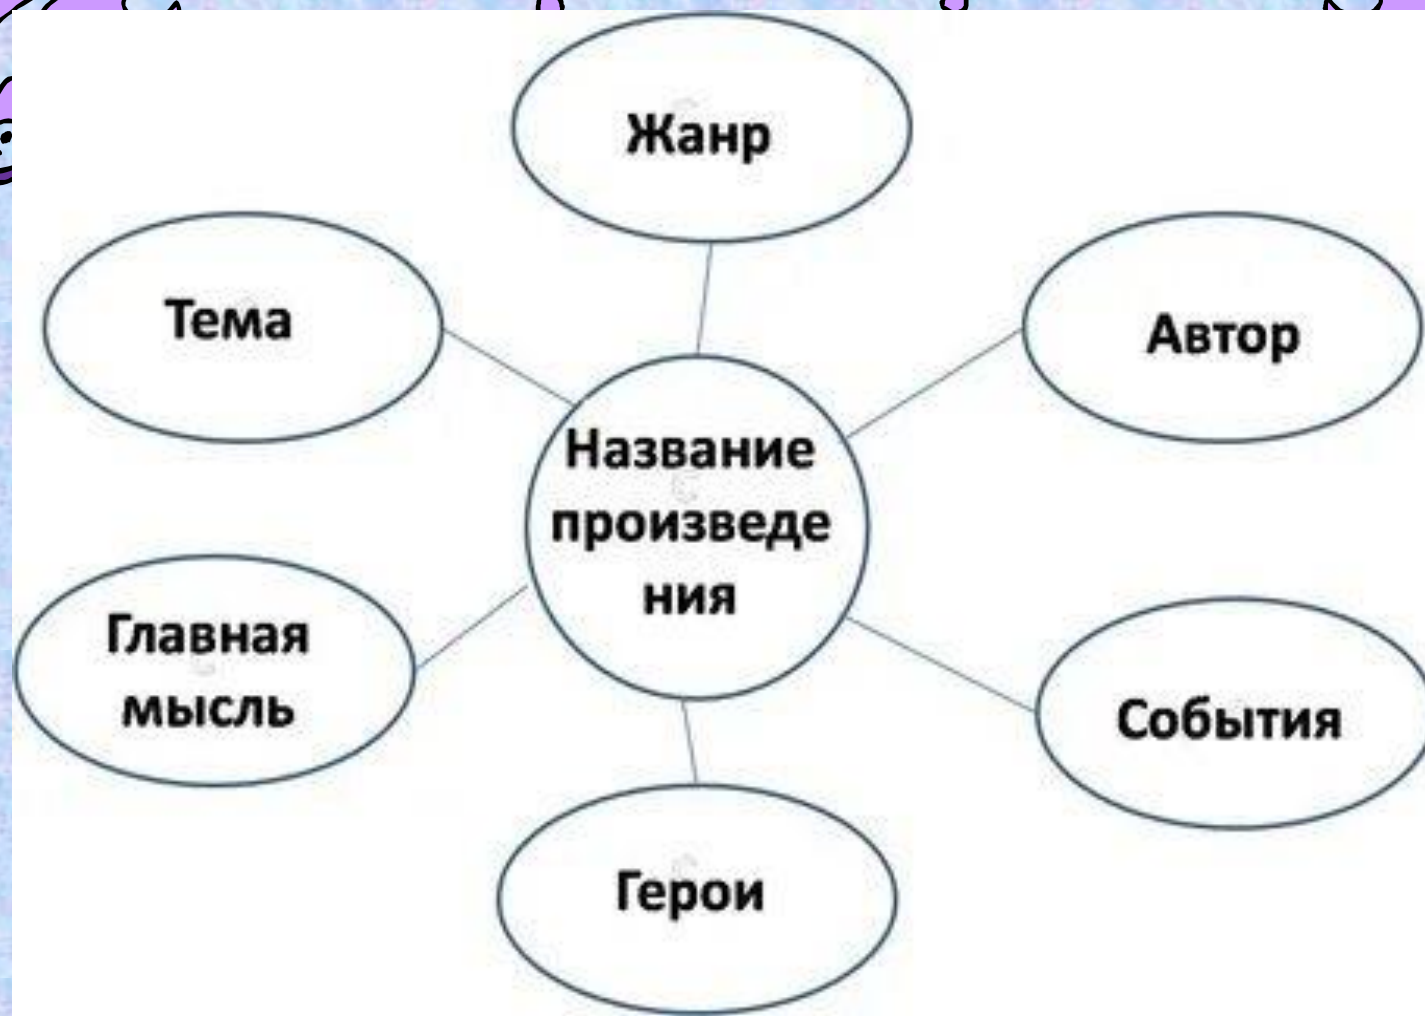 Жанр
Тема
Автор
Название
произведе
ния
Главная
мысль
События
Герои